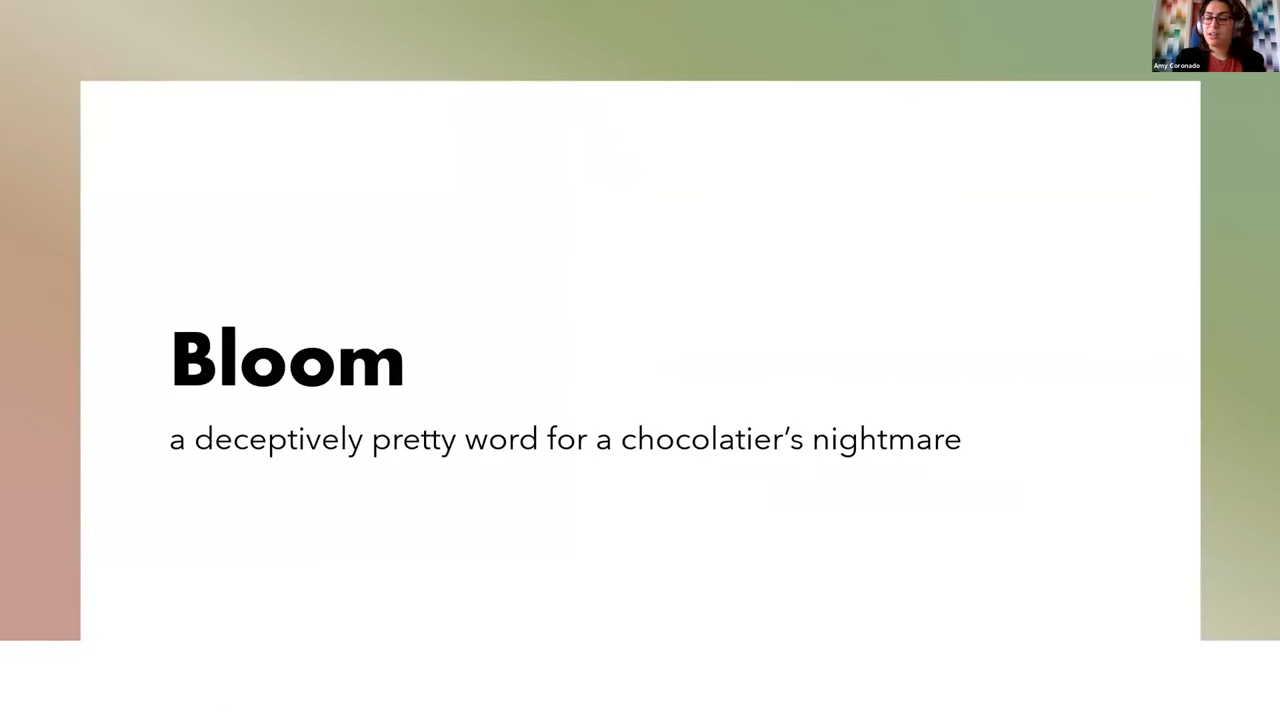 Amy Coronado
Bloom
a deceptively pretty word for a chocolatier’s nightmare